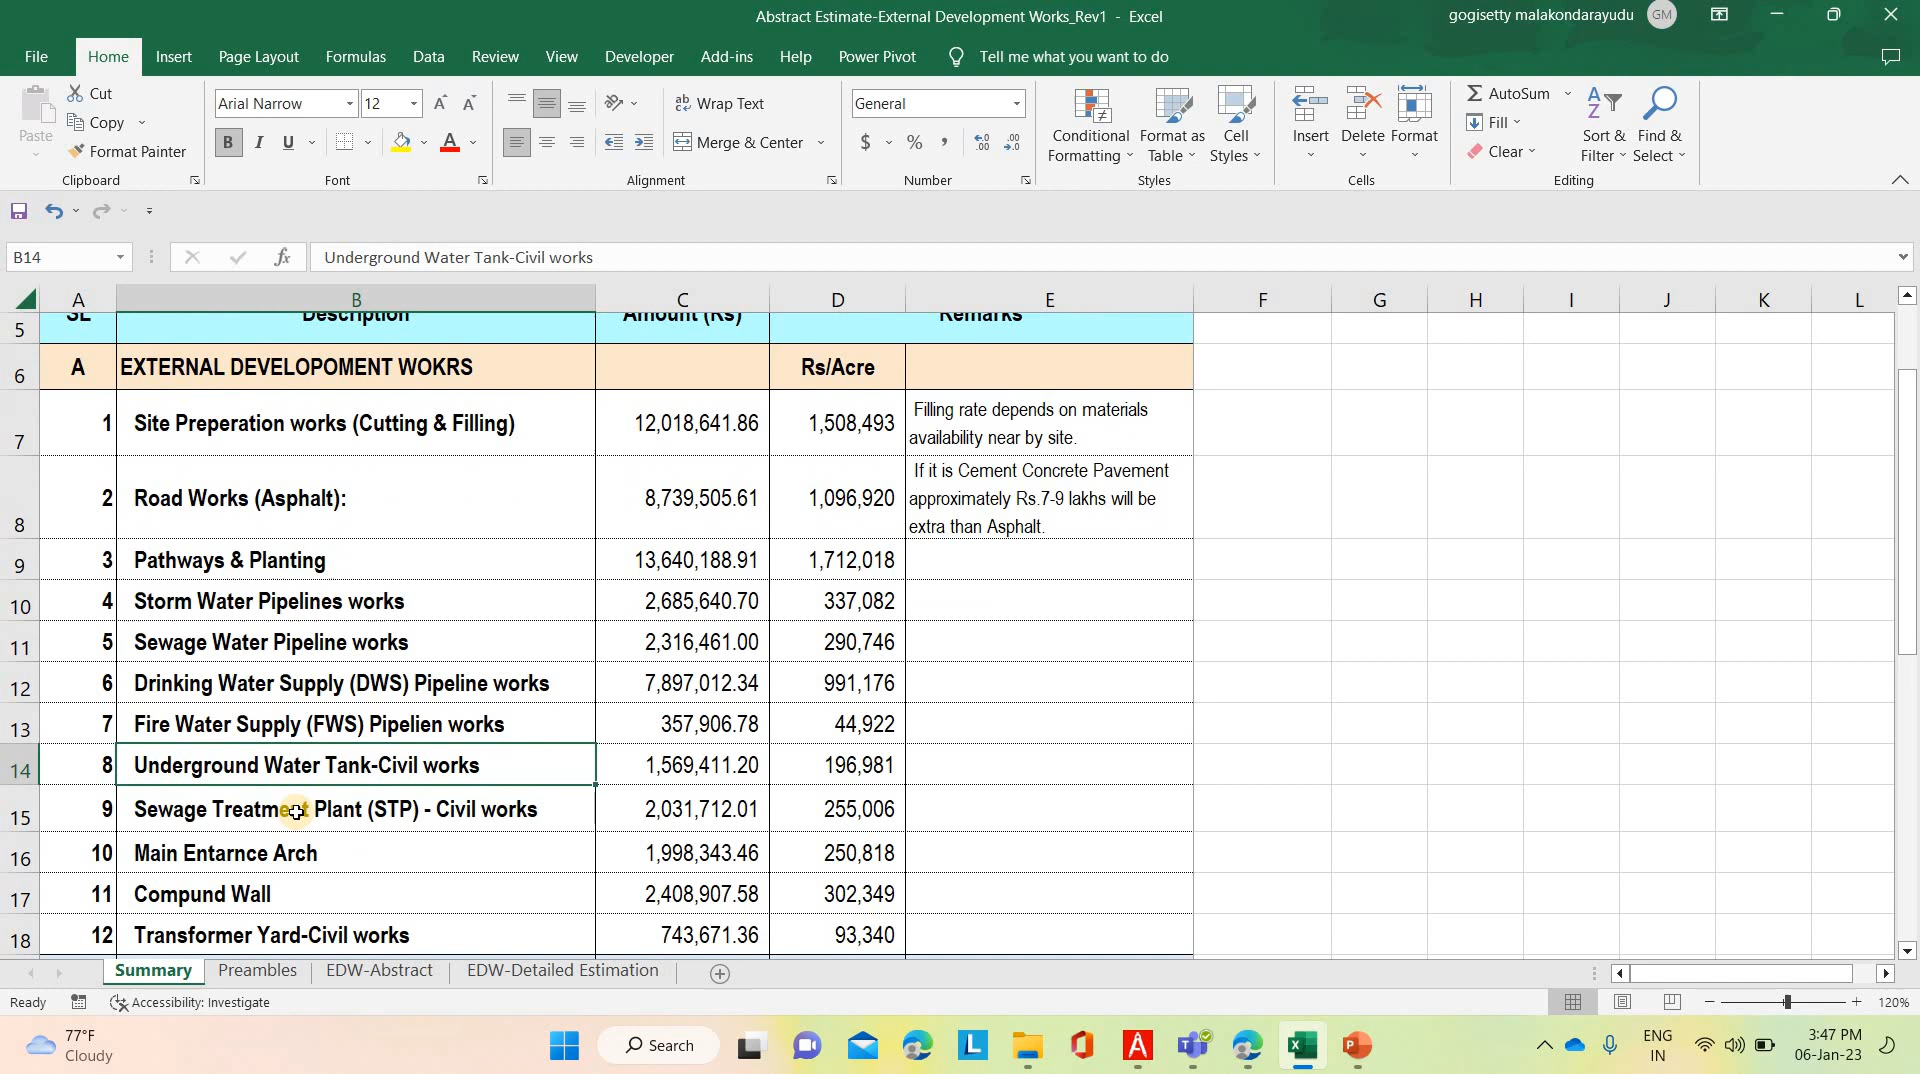 Abstract Estimate-External Development Works_Rev1 - Excel
gogisetty malakondarayudu GM
File Home Insert Page Layout Formulas Data Review View Developer Add-ins Help Power Pivot Tell me what you want to do
Paste
Cut
Copy
Format Painter
Clipboard
Arial Narrow 12
B I U
Font
Wrap Text
Merge & Center
Alignment
General
$ % ,
Number
Conditional Formatting
Format as Table
Cell Styles
Styles
Insert Delete Format
Cells
AutoSum
Fill
Clear
Sort & Filter
Find & Select
Editing
B14 fx Underground Water Tank-Civil works
A B C D E F G H I J K L
5 SL Description Amount (Rs) Remarks
6 A EXTERNAL DEVELOPOMENT WOKRS Rs/Acre
7 1 Site Preperation works (Cutting & Filling) 12,018,641.86 1,508,493 Filling rate depends on materials
availability near by site.
8 2 Road Works (Asphalt): 8,739,505.61 1,096,920 If it is Cement Concrete Pavement
approximately Rs.7-9 lakhs will be
extra than Asphalt.
9 3 Pathways & Planting 13,640,188.91 1,712,018
10 4 Storm Water Pipelines works 2,685,640.70 337,082
11 5 Sewage Water Pipeline works 2,316,461.00 290,746
12 6 Drinking Water Supply (DWS) Pipeline works 7,897,012.34 991,176
13 7 Fire Water Supply (FWS) Pipelien works 357,906.78 44,922
14 8 Underground Water Tank-Civil works 1,569,411.20 196,981
15 9 Sewage Treatment Plant (STP) - Civil works 2,031,712.01 255,006
16 10 Main Entarnce Arch 1,998,343.46 250,818
17 11 Compund Wall 2,408,907.58 302,349
18 12 Transformer Yard-Civil works 743,671.36 93,340
Summary Preambles EDW-Abstract EDW-Detailed Estimation
Ready Accessibility: Investigate 120%
77°F
Cloudy
Search
ENG
IN
3:47 PM
06-Jan-23